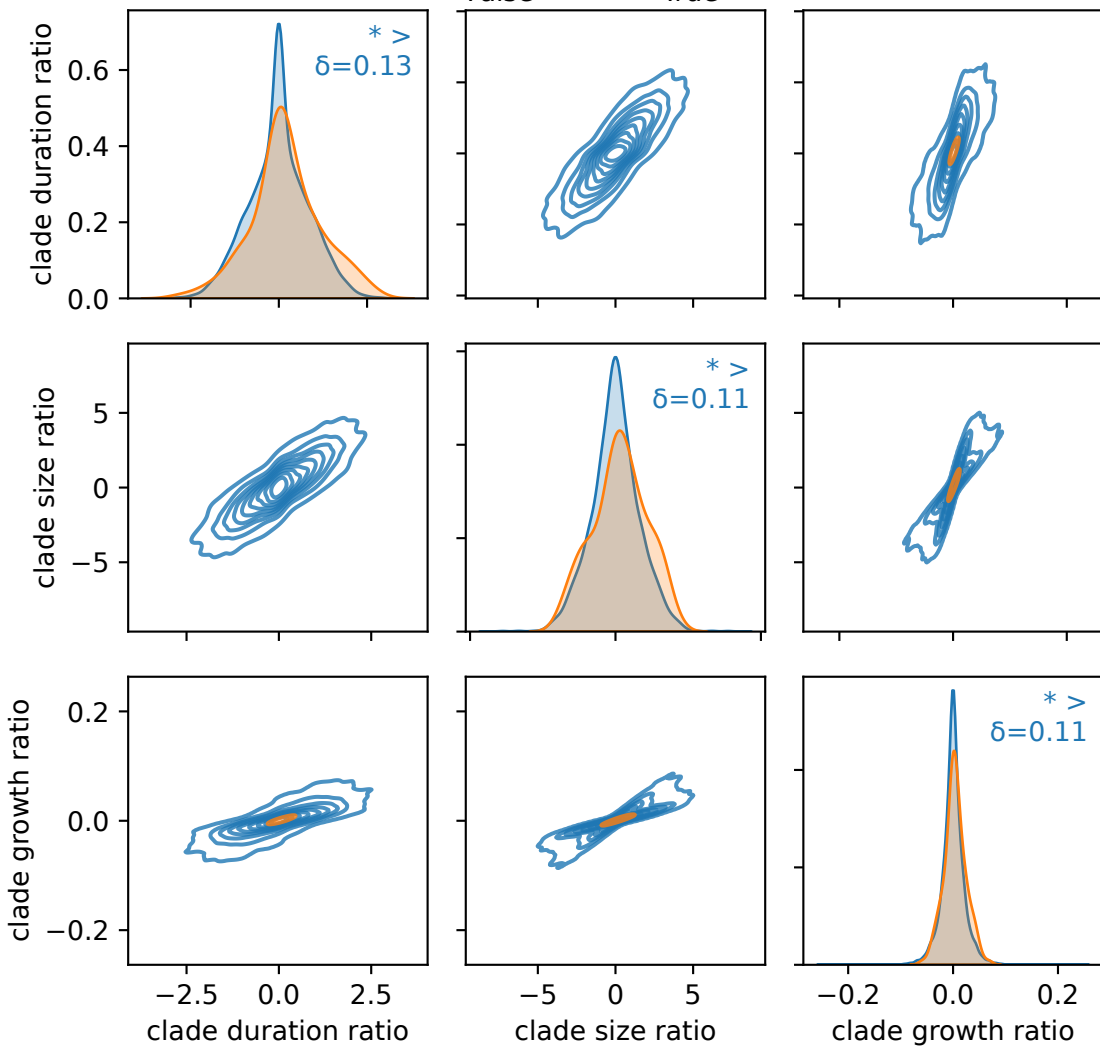 clade duration ratio
0.6
0.4
0.2
0.0
* >
δ=0.13
clade size ratio
5
0
−5
* >
δ=0.11
clade growth ratio
0.2
0.0
−0.2
* >
δ=0.11
−2.5 0.0 2.5
−5 0 5
−0.2 0.0 0.2
clade duration ratio
clade size ratio
clade growth ratio